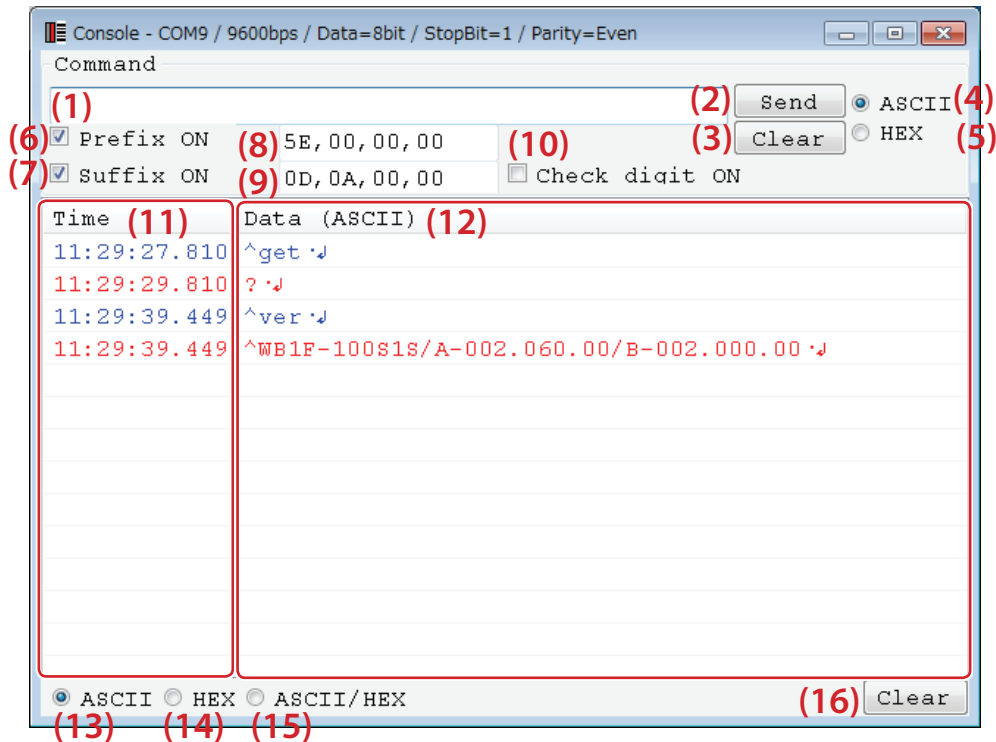 Console - COM9 / 9600bps / Data=8bit / StopBit=1 / Parity=Even
Command
(1) (2) Send ASCII (4)
(6) Prefix ON (8) 5E,00,00,00 (10) (3) Clear HEX (5)
(7) Suffix ON (9) 0D,0A,00,00 Check digit ON
Time (11) Data (ASCII) (12)
11:29:27.810 ^get·↲
11:29:29.810 ?·↲
11:29:39.449 ^ver·↲
11:29:39.449 ^WB1F-100S1S/A-002.060.00/B-002.000.00·↲
ASCII HEX ASCII/HEX (16) Clear
(13) (14) (15)